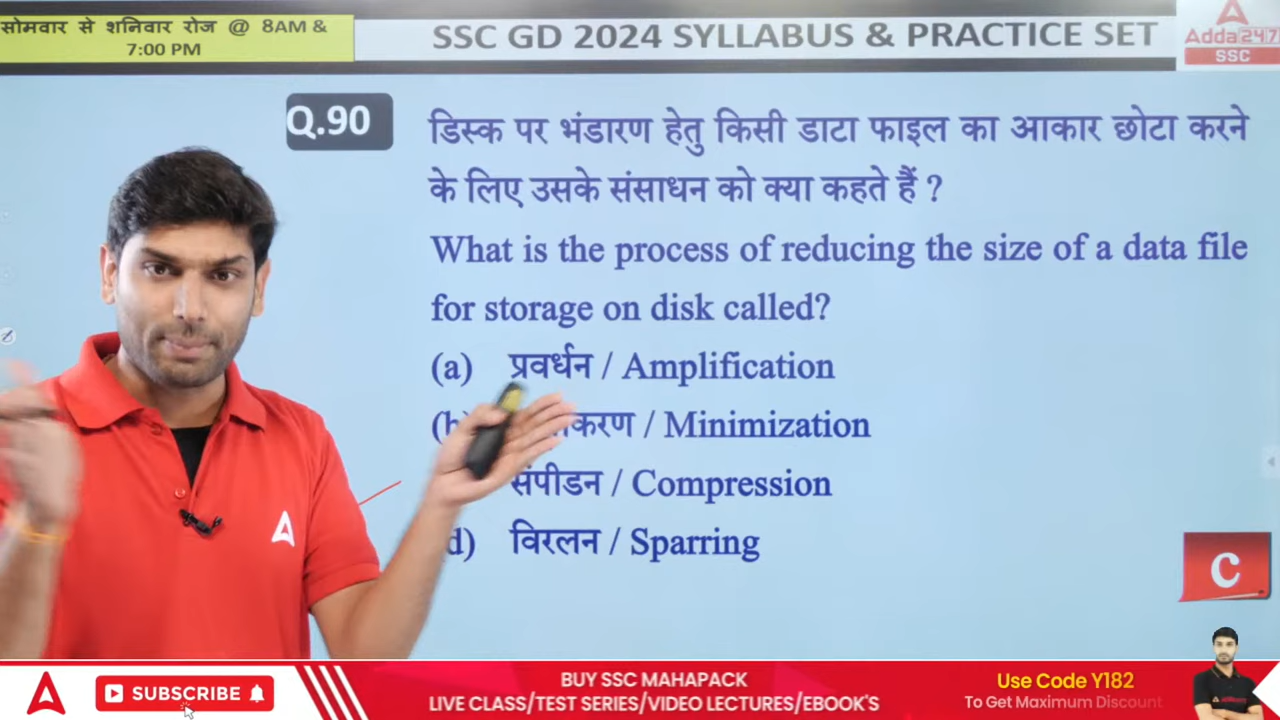 सोमवार से शनिवार रोज @ 8AM &
7:00 PM
SSC GD 2024 SYLLABUS & PRACTICE SET
Adda247
SSC
Q.90
डिस्क पर भंडारण हेतु किसी डाटा फाइल का आकार छोटा करने
के लिए उसके संसाधन को क्या कहते हैं ?
What is the process of reducing the size of a data file
for storage on disk called?
(a) प्रवर्धन / Amplification
/ Minimization
संपीडन / Compression
d) विरलन / Sparring
C
SUBSCRIBE
BUY SSC MAHAPACK
LIVE CLASS/TEST SERIES/VIDEO LECTURES/EBOOK'S
Use Code Y182
To Get Maximum Discount